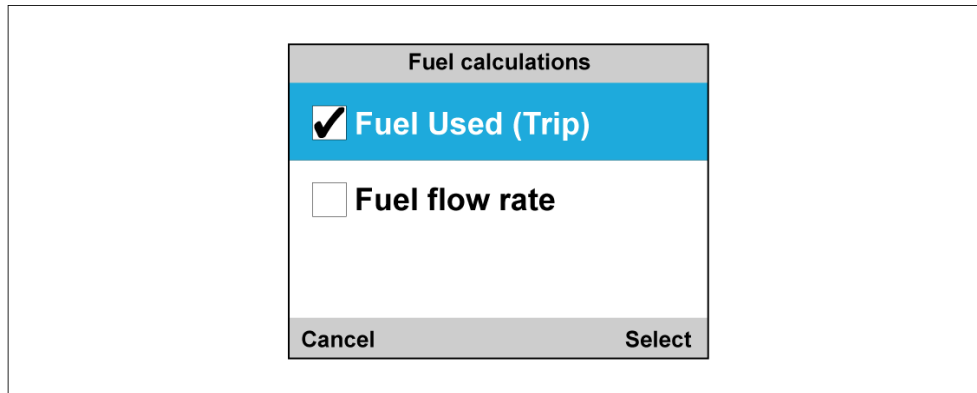 Fuel calculations
Fuel Used (Trip)
Fuel flow rate
Cancel Select